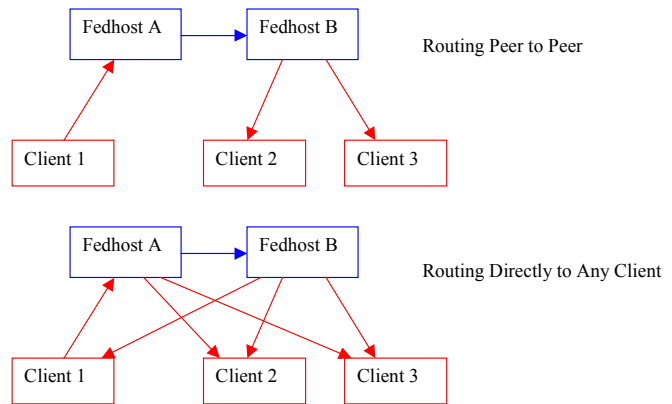 Fedhost A
Fedhost B
Routing Peer to Peer
Client 1
Client 2
Client 3
Fedhost A
Fedhost B
Routing Directly to Any Client
Client 1
Client 2
Client 3